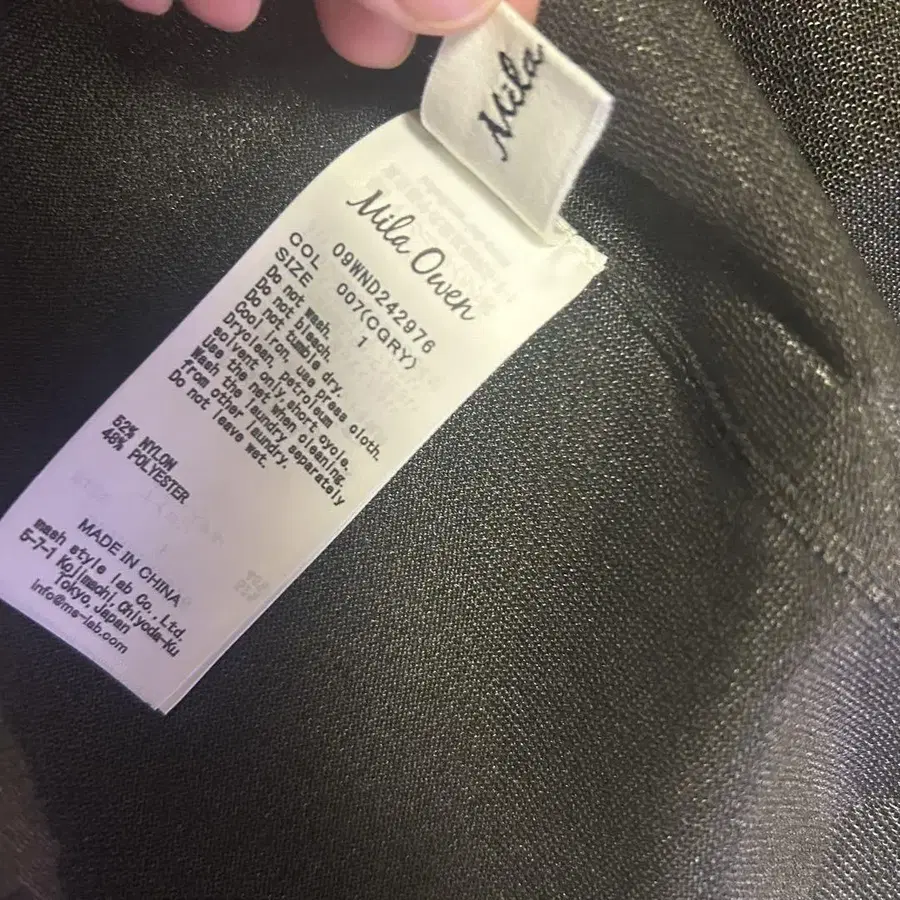 Mila
Mila Owen
09WND242976
COL 007(CGRY)
SIZE 1
Do not wash.
Do not bleach.
Do not tumble dry.
Cool iron, use press cloth.
Dryclean, petroleum
solvent only,short cycle.
Use the net when cleaning.
Wash the laundry separately
from other laundry.
Do not leave wet.
52% NYLON
48% POLYESTER
MADE IN CHINA
mash style lab Co., Ltd.
5-7-1 Kojimachi,Chiyoda-Ku
Tokyo, Japan
info@ms-lab.com